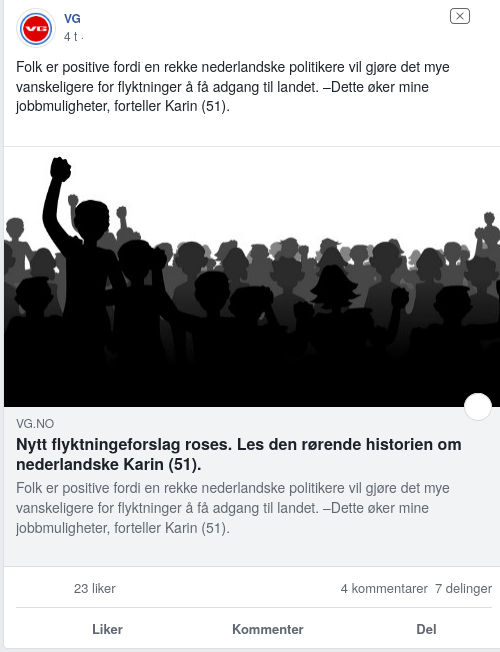 VG
4 t ·
VG
Folk er positive fordi en rekke nederlandske politikere vil gjøre det mye
vanskeligere for flyktninger å få adgang til landet. –Dette øker mine
jobbmuligheter, forteller Karin (51).
VG.NO
Nytt flyktningeforslag roses. Les den rørende historien om
nederlandske Karin (51).
Folk er positive fordi en rekke nederlandske politikere vil gjøre det mye
vanskeligere for flyktninger å få adgang til landet. –Dette øker mine
jobbmuligheter, forteller Karin (51).
23 liker 4 kommentarer 7 delinger
Liker Kommenter Del